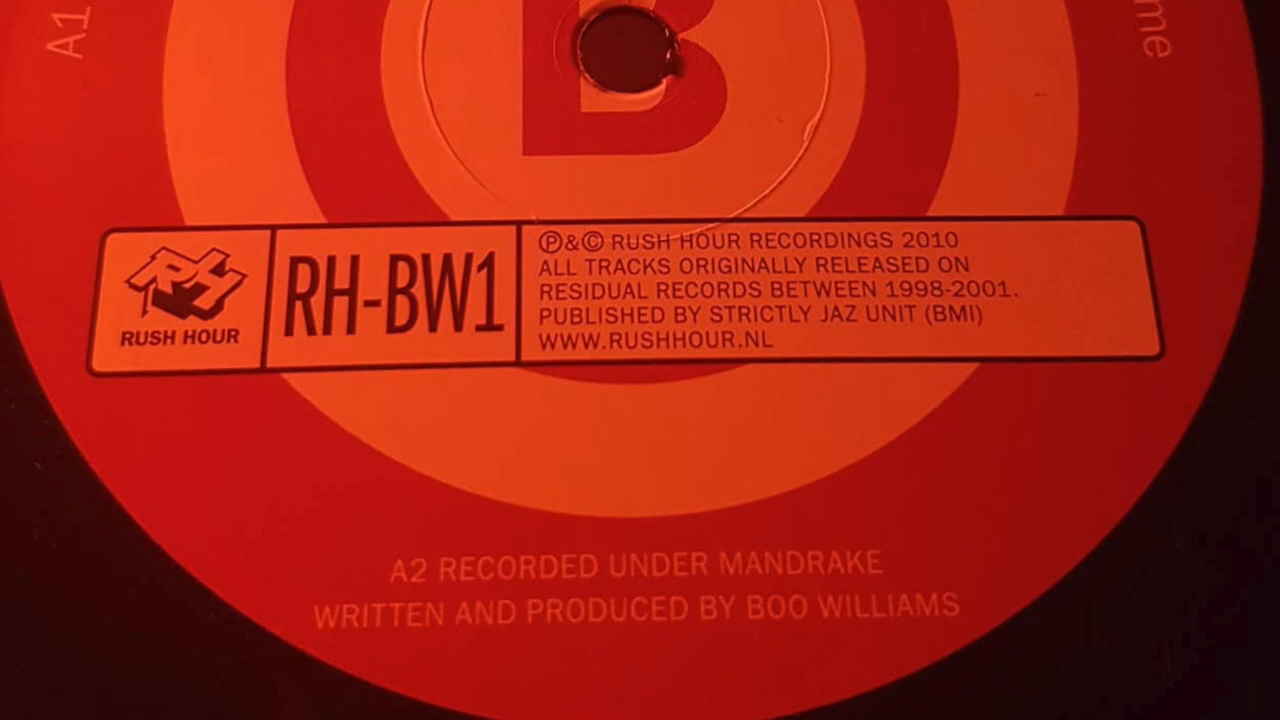 A1
me
B
RH
RUSH HOUR
RH-BW1
℗&© RUSH HOUR RECORDINGS 2010
ALL TRACKS ORIGINALLY RELEASED ON
RESIDUAL RECORDS BETWEEN 1998-2001.
PUBLISHED BY STRICTLY JAZ UNIT (BMI)
WWW.RUSHHOUR.NL
A2 RECORDED UNDER MANDRAKE
WRITTEN AND PRODUCED BY BOO WILLIAMS